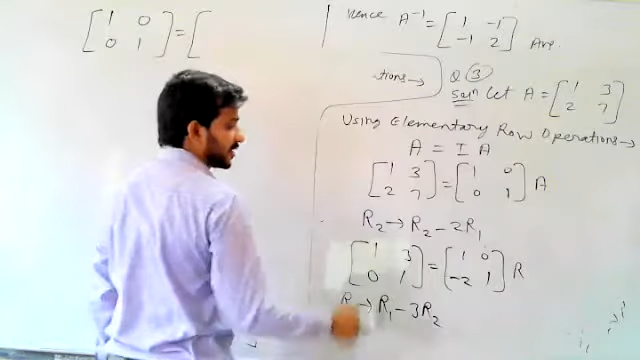 [1 0
0 1] = [
Hence A⁻¹ = [1 -1
-1 2] Ans.
tions →
Q ③
Solⁿ Let A = [1 3
2 7]
Using Elementary Row Operations →
A = I A
[1 3
2 7] = [1 0
0 1] A
R₂ → R₂ - 2R₁
[1 3
0 1] = [1 0
-2 1] A
R → R₁ - 3R₂